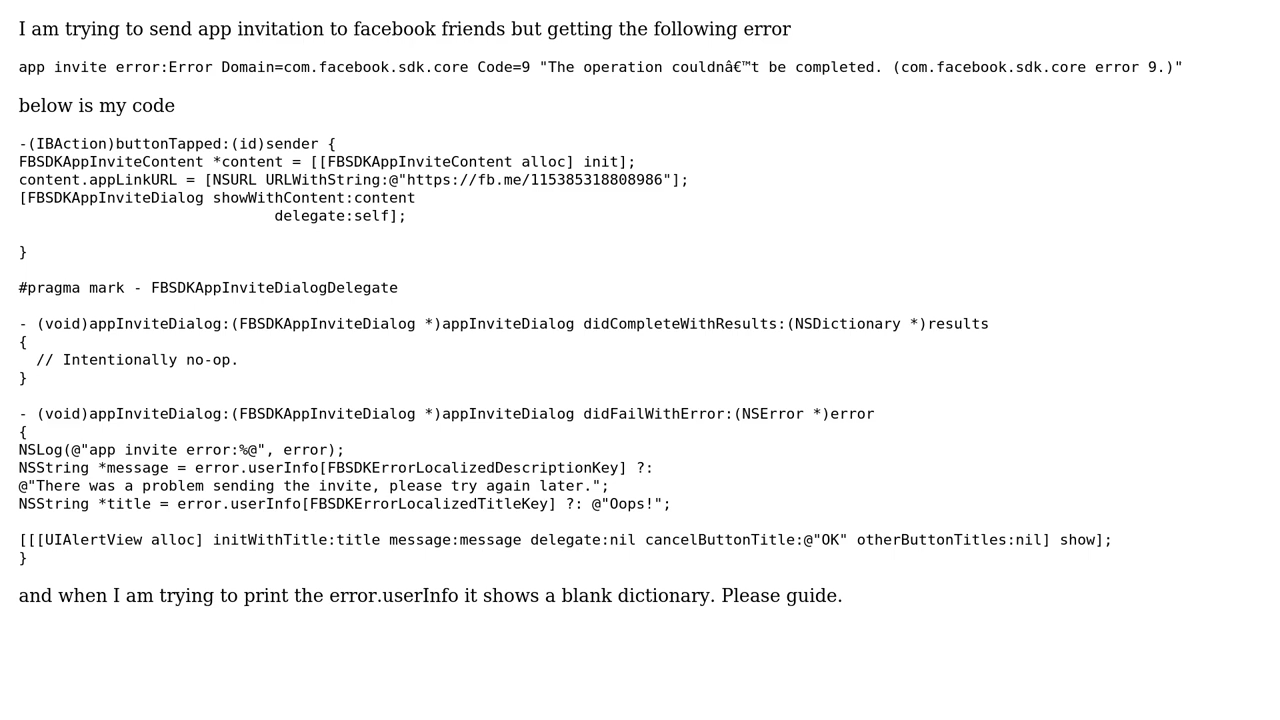 I am trying to send app invitation to facebook friends but getting the following error
app invite error:Error Domain=com.facebook.sdk.core Code=9 "The operation couldnâ€™t be completed. (com.facebook.sdk.core error 9.)"
below is my code
-(IBAction)buttonTapped:(id)sender {
FBSDKAppInviteContent *content = [[FBSDKAppInviteContent alloc] init];
content.appLinkURL = [NSURL URLWithString:@"https://fb.me/115385318808986"];
[FBSDKAppInviteDialog showWithContent:content
                             delegate:self];
}
#pragma mark - FBSDKAppInviteDialogDelegate
- (void)appInviteDialog:(FBSDKAppInviteDialog *)appInviteDialog didCompleteWithResults:(NSDictionary *)results
{
  // Intentionally no-op.
}
- (void)appInviteDialog:(FBSDKAppInviteDialog *)appInviteDialog didFailWithError:(NSError *)error
{
NSLog(@"app invite error:%@", error);
NSString *message = error.userInfo[FBSDKErrorLocalizedDescriptionKey] ?:
@"There was a problem sending the invite, please try again later.";
NSString *title = error.userInfo[FBSDKErrorLocalizedTitleKey] ?: @"Oops!";
[[[UIAlertView alloc] initWithTitle:title message:message delegate:nil cancelButtonTitle:@"OK" otherButtonTitles:nil] show];
}
and when I am trying to print the error.userInfo it shows a blank dictionary. Please guide.